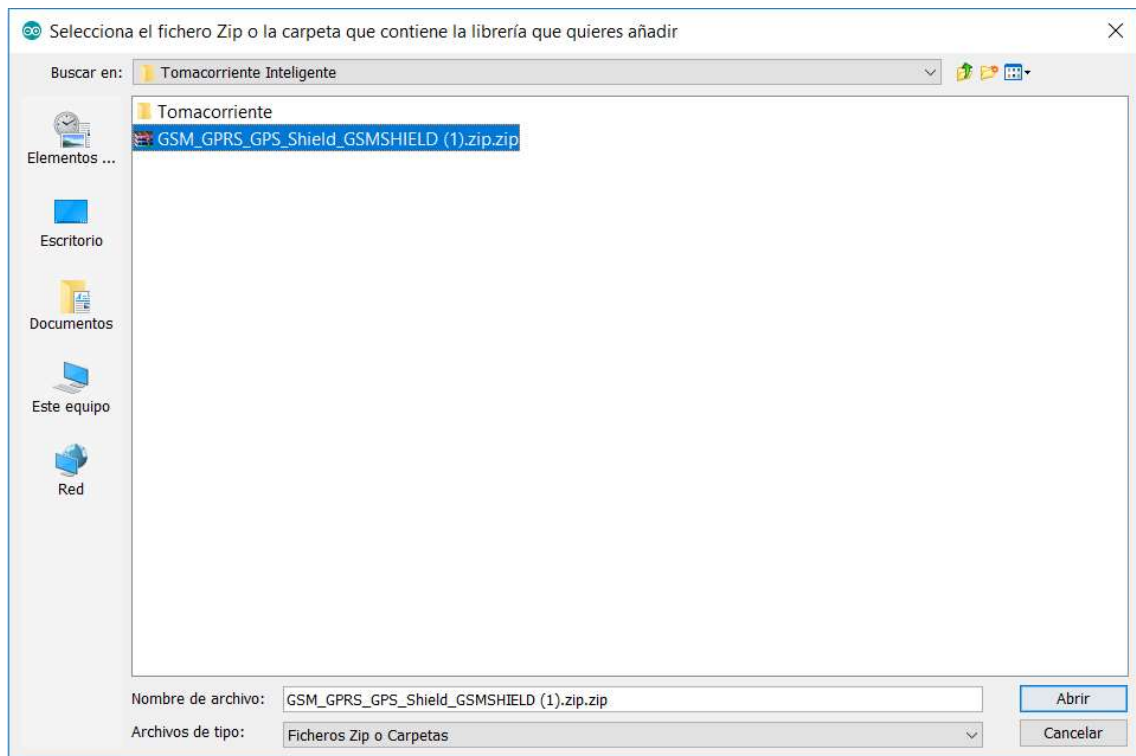 Selecciona el fichero Zip o la carpeta que contiene la librería que quieres añadir
Buscar en:
Tomacorriente Inteligente
Elementos ...
Escritorio
Documentos
Este equipo
Red
Tomacorriente
GSM_GPRS_GPS_Shield_GSMSHIELD (1).zip.zip
Nombre de archivo:
GSM_GPRS_GPS_Shield_GSMSHIELD (1).zip.zip
Abrir
Archivos de tipo:
Ficheros Zip o Carpetas
Cancelar